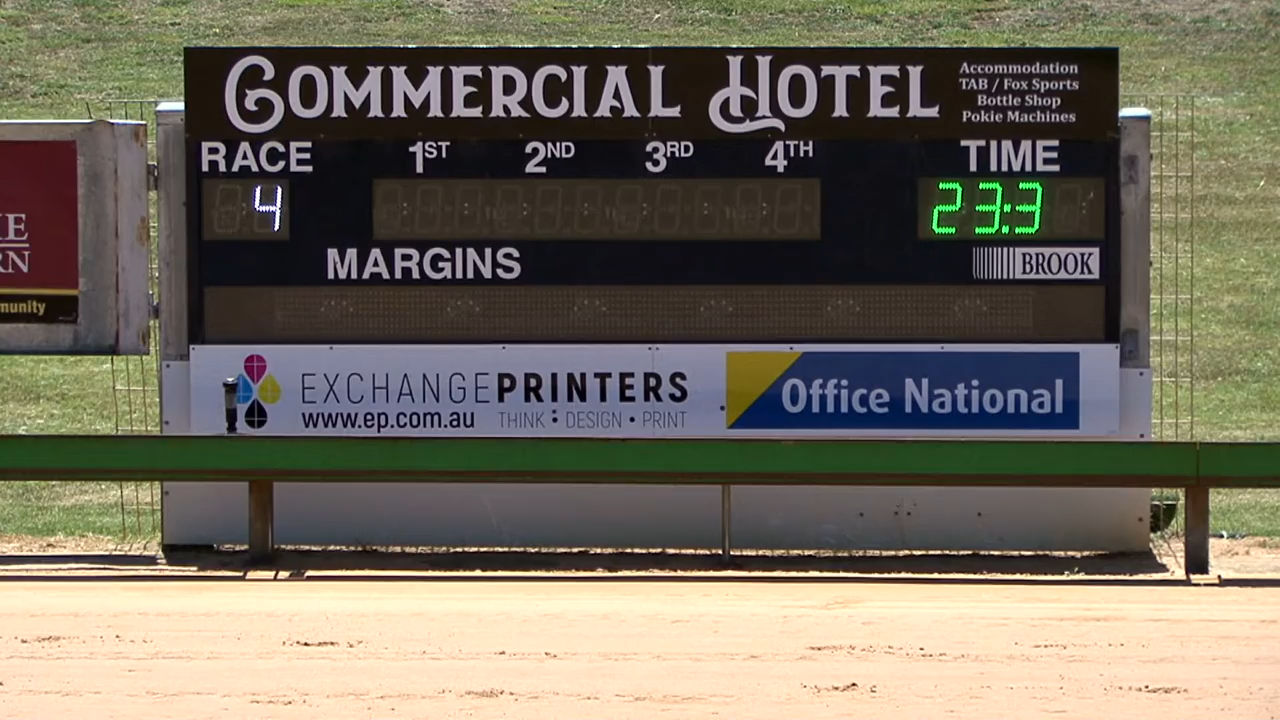 COMMERCIAL HOTEL
Accommodation
TAB / Fox Sports
Bottle Shop
Pokie Machines
RACE 1ST 2ND 3RD 4TH TIME
4 23:3
MARGINS
BROOK
EXCHANGEPRINTERS
www.ep.com.au THINK • DESIGN • PRINT
Office National